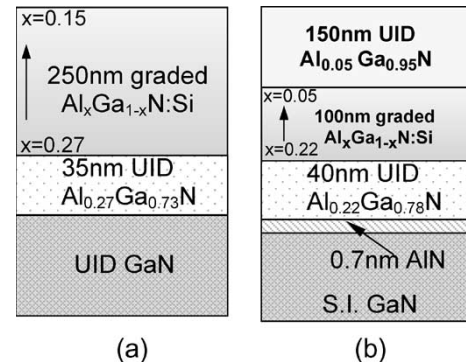 x=0.15
250nm graded
AlₓGa₁₋ₓN:Si
x=0.27
35nm UID
Al₀.₂₇Ga₀.₇₃N
UID GaN
(a)
150nm UID
Al₀.₀₅ Ga₀.₉₅N
x=0.05
100nm graded
AlₓGa₁₋ₓN:Si
x=0.22
40nm UID
Al₀.₂₂Ga₀.₇₈N
0.7nm AlN
S.I. GaN
(b)